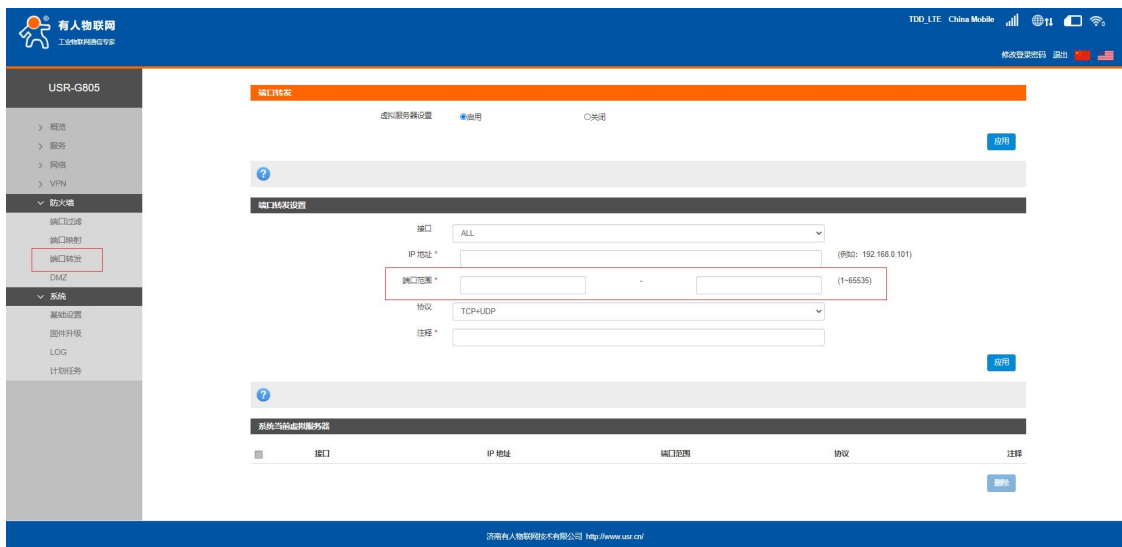 有人物联网
工业物联网通信专家
TDD_LTE China Mobile
修改登录密码 退出
USR-G805
概览
服务
网络
VPN
防火墙
端口过滤
端口映射
端口转发
DMZ
系统
基础设置
固件升级
LOG
计划任务
端口转发
虚拟服务器设置 启用 关闭
应用
端口转发设置
接口 ALL
IP 地址 * (例如: 192.168.0.101)
端口范围 * - (1~65535)
协议 TCP+UDP
注释 *
应用
系统当前虚拟服务器
接口 IP 地址 端口范围 协议 注释
删除
济南有人物联网技术有限公司 http://www.usr.cn/